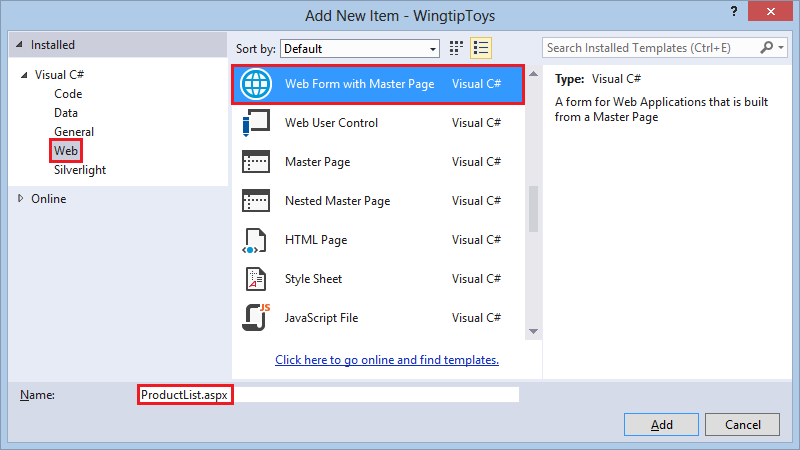 Add New Item - WingtipToys
?
Installed
Sort by: Default
Search Installed Templates (Ctrl+E)
Visual C#
Code
Data
General
Web
Silverlight
Online
Web Form with Master Page Visual C#
Web User Control Visual C#
Master Page Visual C#
Nested Master Page Visual C#
HTML Page Visual C#
Style Sheet Visual C#
JS
JavaScript File Visual C#
Click here to go online and find templates.
Type: Visual C#
A form for Web Applications that is built
from a Master Page
Name: ProductList.aspx
Add Cancel